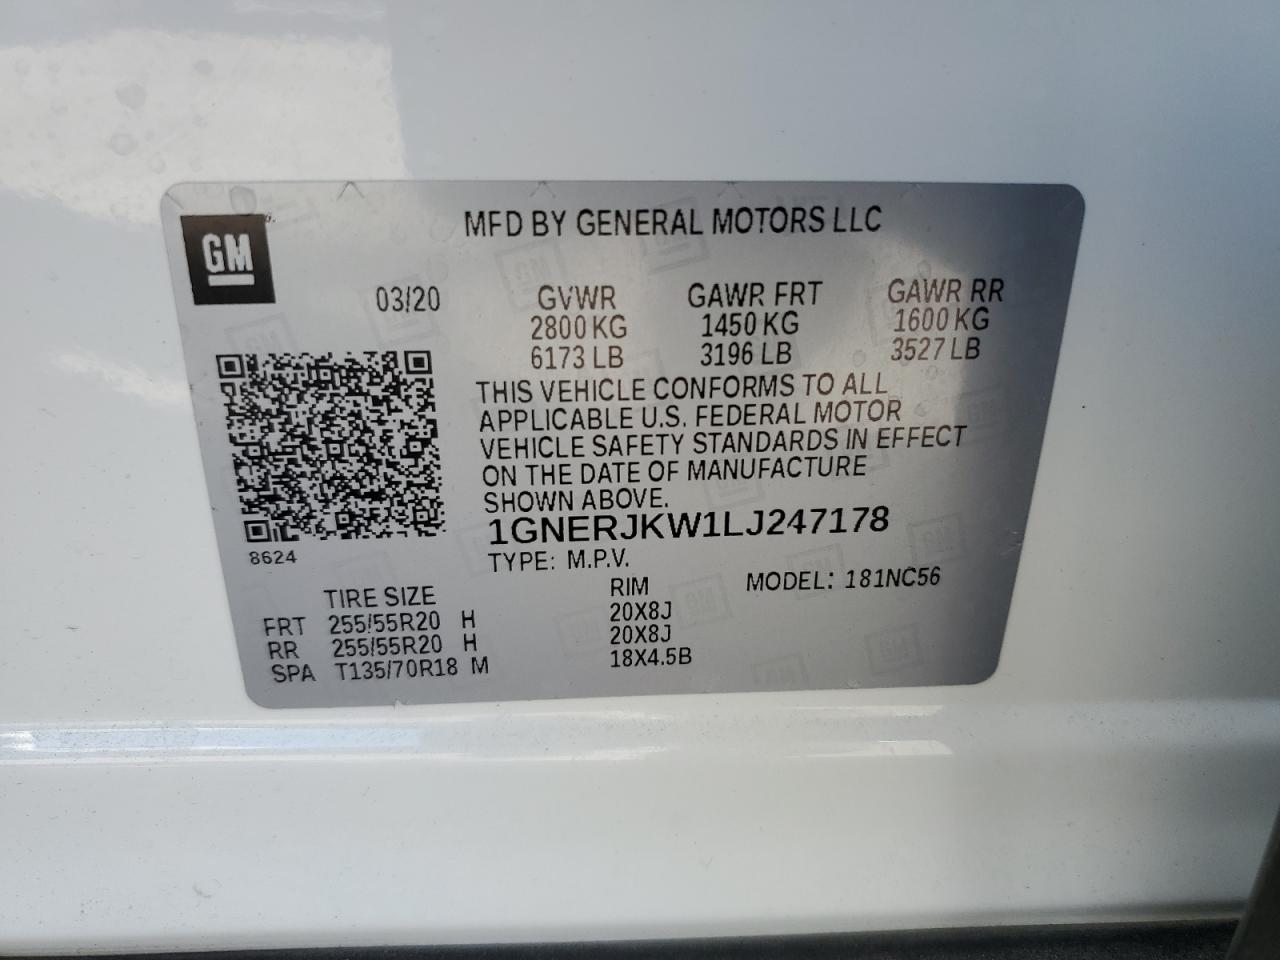 GM
MFD BY GENERAL MOTORS LLC
03/20 GVWR GAWR FRT GAWR RR
2800 KG 1450 KG 1600 KG
6173 LB 3196 LB 3527 LB
THIS VEHICLE CONFORMS TO ALL
APPLICABLE U.S. FEDERAL MOTOR
VEHICLE SAFETY STANDARDS IN EFFECT
ON THE DATE OF MANUFACTURE
SHOWN ABOVE.
1GNERJKW1LJ247178
8624
TYPE: M.P.V.
MODEL: 181NC56
TIRE SIZE RIM
FRT 255/55R20 H 20X8J
RR 255/55R20 H 20X8J
SPA T135/70R18 M 18X4.5B